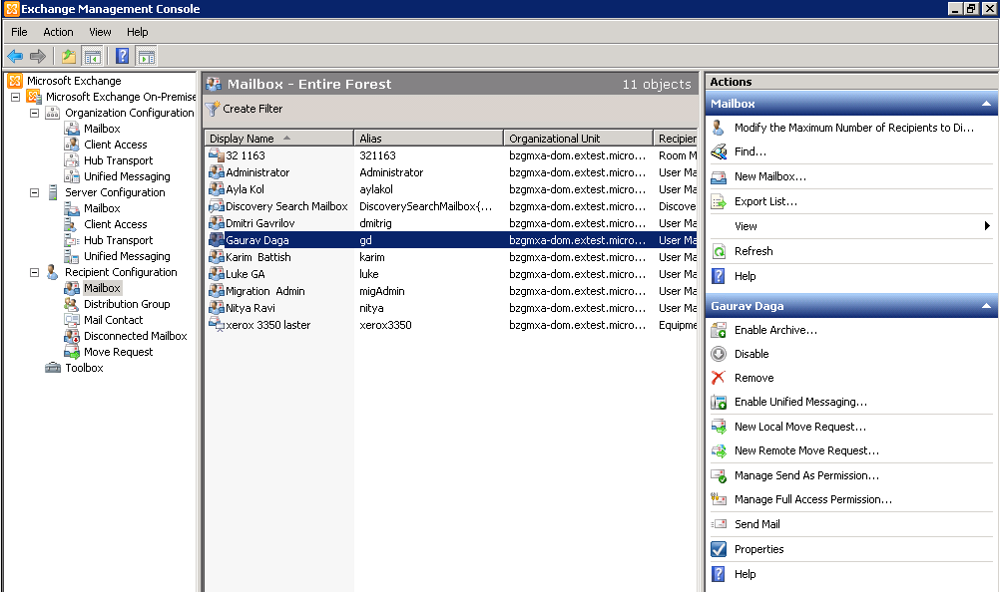 Exchange Management Console
File Action View Help
Microsoft Exchange
Microsoft Exchange On-Premise
Organization Configuration
Mailbox
Client Access
Hub Transport
Unified Messaging
Server Configuration
Mailbox
Client Access
Hub Transport
Unified Messaging
Recipient Configuration
Mailbox
Distribution Group
Mail Contact
Disconnected Mailbox
Move Request
Toolbox
Mailbox - Entire Forest 11 objects
Create Filter
Display Name Alias Organizational Unit Recipier
32 1163 321163 bzgmxa-dom.extest.micro... Room M
Administrator Administrator bzgmxa-dom.extest.micro... User Ma
Ayla Kol aylakol bzgmxa-dom.extest.micro... User Ma
Discovery Search Mailbox DiscoverySearchMailbox{... bzgmxa-dom.extest.micro... Discove
Dmitri Gavrilov dmitrig bzgmxa-dom.extest.micro... User Ma
Gaurav Daga gd bzgmxa-dom.extest.micro... User Ma
Karim Battish karim bzgmxa-dom.extest.micro... User Ma
Luke GA luke bzgmxa-dom.extest.micro... User Ma
Migration Admin migAdmin bzgmxa-dom.extest.micro... User Ma
Nitya Ravi nitya bzgmxa-dom.extest.micro... User Ma
xerox 3350 laster xerox3350 bzgmxa-dom.extest.micro... Equipme
Actions
Mailbox
Modify the Maximum Number of Recipients to Di...
Find...
New Mailbox...
Export List...
View
Refresh
Help
Gaurav Daga
Enable Archive...
Disable
Remove
Enable Unified Messaging...
New Local Move Request...
New Remote Move Request...
Manage Send As Permission...
Manage Full Access Permission...
Send Mail
Properties
Help